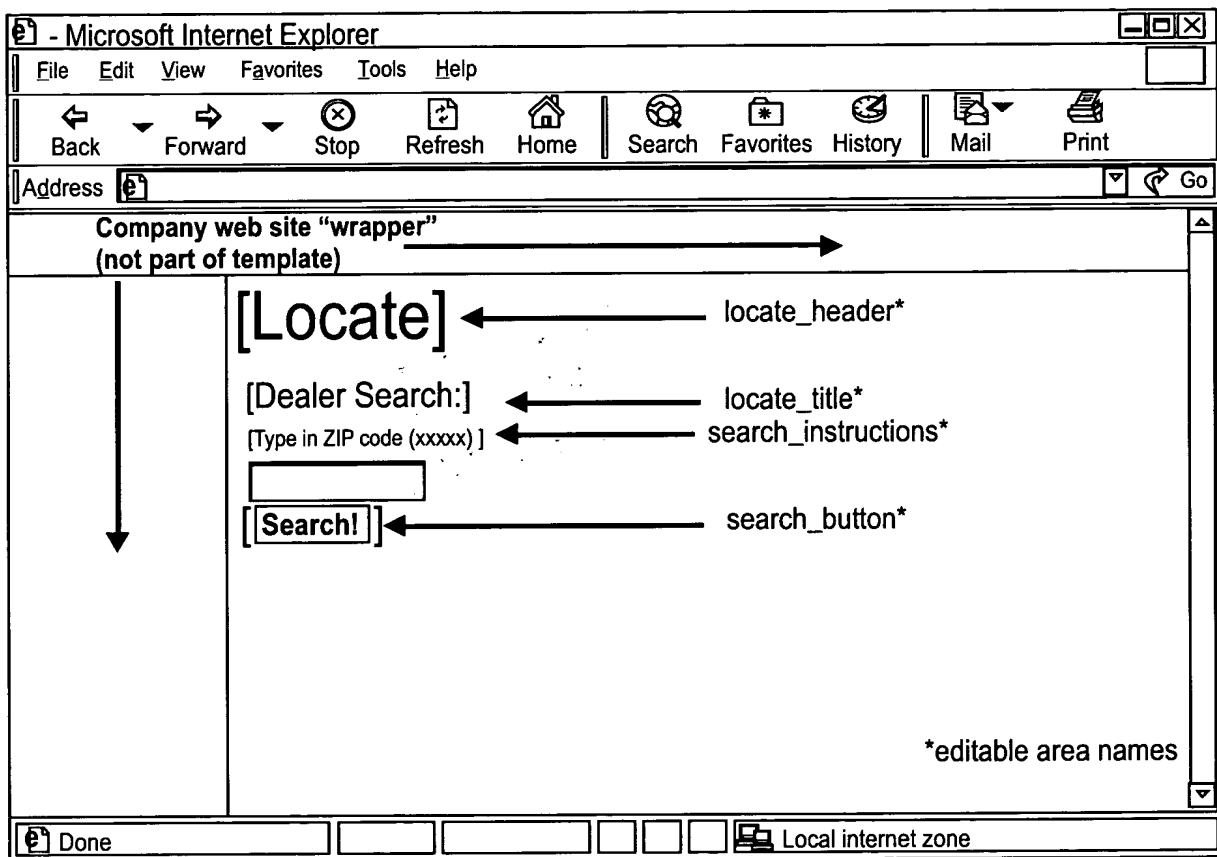 - Microsoft Internet Explorer
File Edit View Favorites Tools Help
Back Forward Stop Refresh Home Search Favorites History Mail Print
Address Go
Company web site “wrapper”
(not part of template)
[Locate] locate_header*
[Dealer Search:] locate_title*
[Type in ZIP code (xxxxx) ] search_instructions*
[ Search! ] search_button*
*editable area names
Done Local internet zone